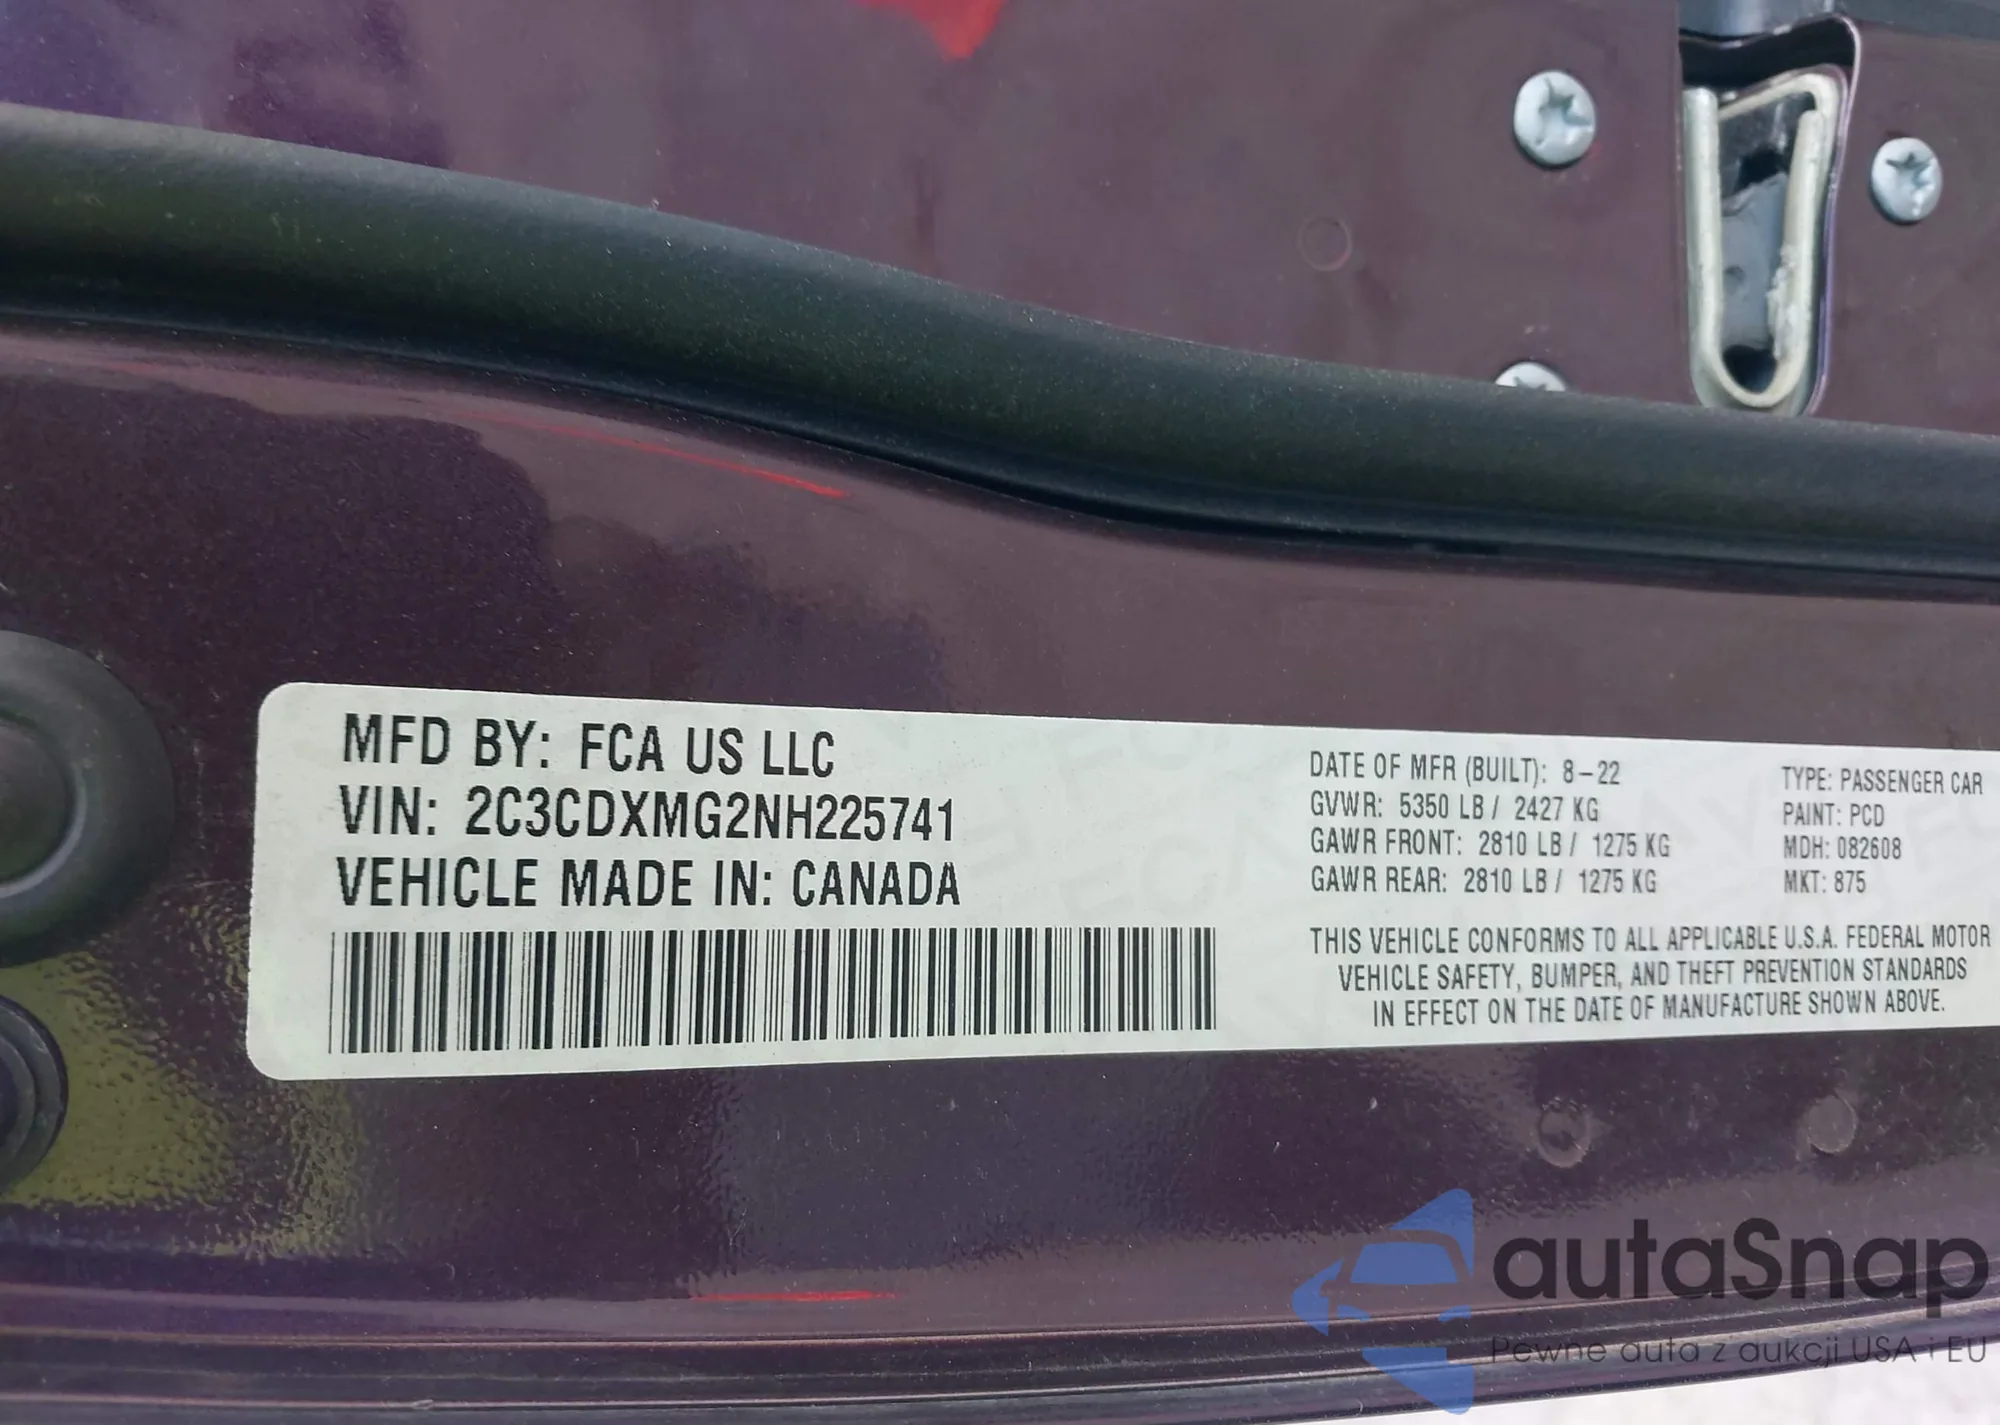 MFD BY: FCA US LLC
VIN: 2C3CDXMG2NH225741
VEHICLE MADE IN: CANADA
DATE OF MFR (BUILT): 8-22
GVWR: 5350 LB / 2427 KG
GAWR FRONT: 2810 LB / 1275 KG
GAWR REAR: 2810 LB / 1275 KG
TYPE: PASSENGER CAR
PAINT: PCD
MDH: 082608
MKT: 875
THIS VEHICLE CONFORMS TO ALL APPLICABLE U.S.A. FEDERAL MOTOR
VEHICLE SAFETY, BUMPER, AND THEFT PREVENTION STANDARDS
IN EFFECT ON THE DATE OF MANUFACTURE SHOWN ABOVE.
autaSnap
Pewne auta z aukcji USA i EU